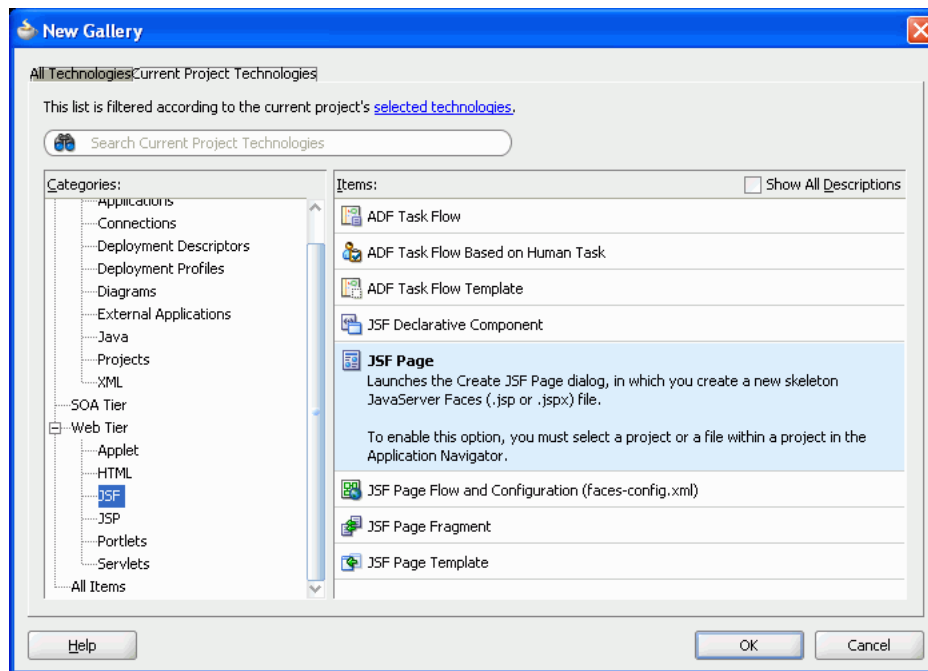 New Gallery
All Technologies Current Project Technologies
This list is filtered according to the current project's selected technologies.
Search Current Project Technologies
Categories:
Applications
Connections
Deployment Descriptors
Deployment Profiles
Diagrams
External Applications
Java
Projects
XML
SOA Tier
Web Tier
Applet
HTML
JSF
JSP
Portlets
Servlets
All Items
Items:
Show All Descriptions
ADF Task Flow
ADF Task Flow Based on Human Task
ADF Task Flow Template
JSF Declarative Component
JSF Page
Launches the Create JSF Page dialog, in which you create a new skeleton
JavaServer Faces (.jsp or .jspx) file.
To enable this option, you must select a project or a file within a project in the
Application Navigator.
JSF Page Flow and Configuration (faces-config.xml)
JSF Page Fragment
JSF Page Template
Help
OK
Cancel